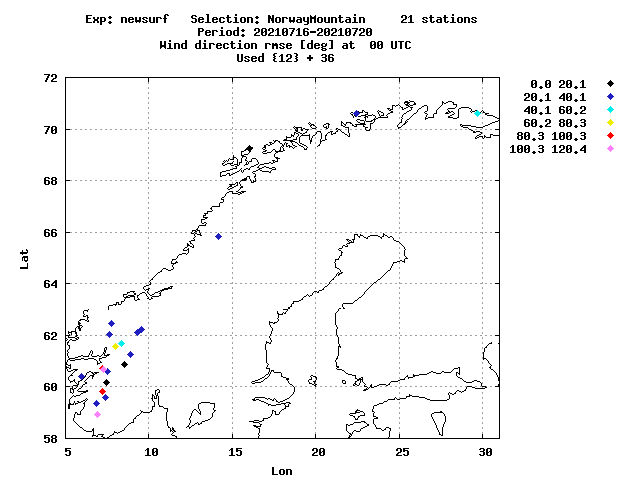 Exp: newsurf Selection: NorwayMountain 21 stations
Period: 20210716-20210720
Wind direction rmse [deg] at 00 UTC
Used {12} + 36
72
70
68
66
64
62
60
58
Lat
5 10 15 20 25 30
Lon
0.0 20.1
20.1 40.1
40.1 60.2
60.2 80.3
80.3 100.3
100.3 120.4